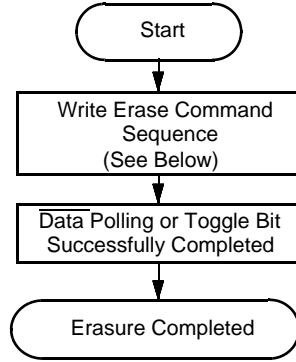 Start
Write Erase Command
Sequence
(See Below)
Data Polling or Toggle Bit
Successfully Completed
Erasure Completed